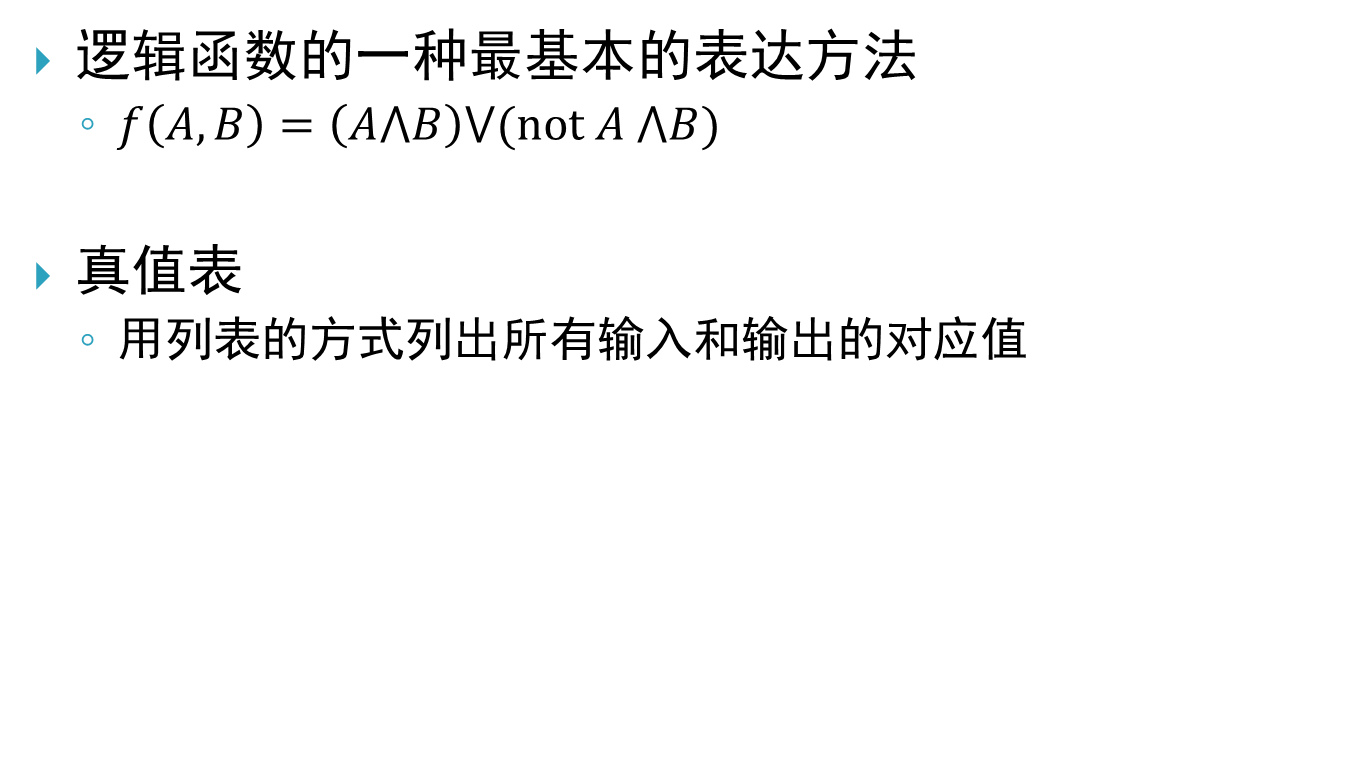 逻辑函数的一种最基本的表达方法
f(A,B) = (A⋀B)⋁(not A ⋀B)
真值表
用列表的方式列出所有输入和输出的对应值